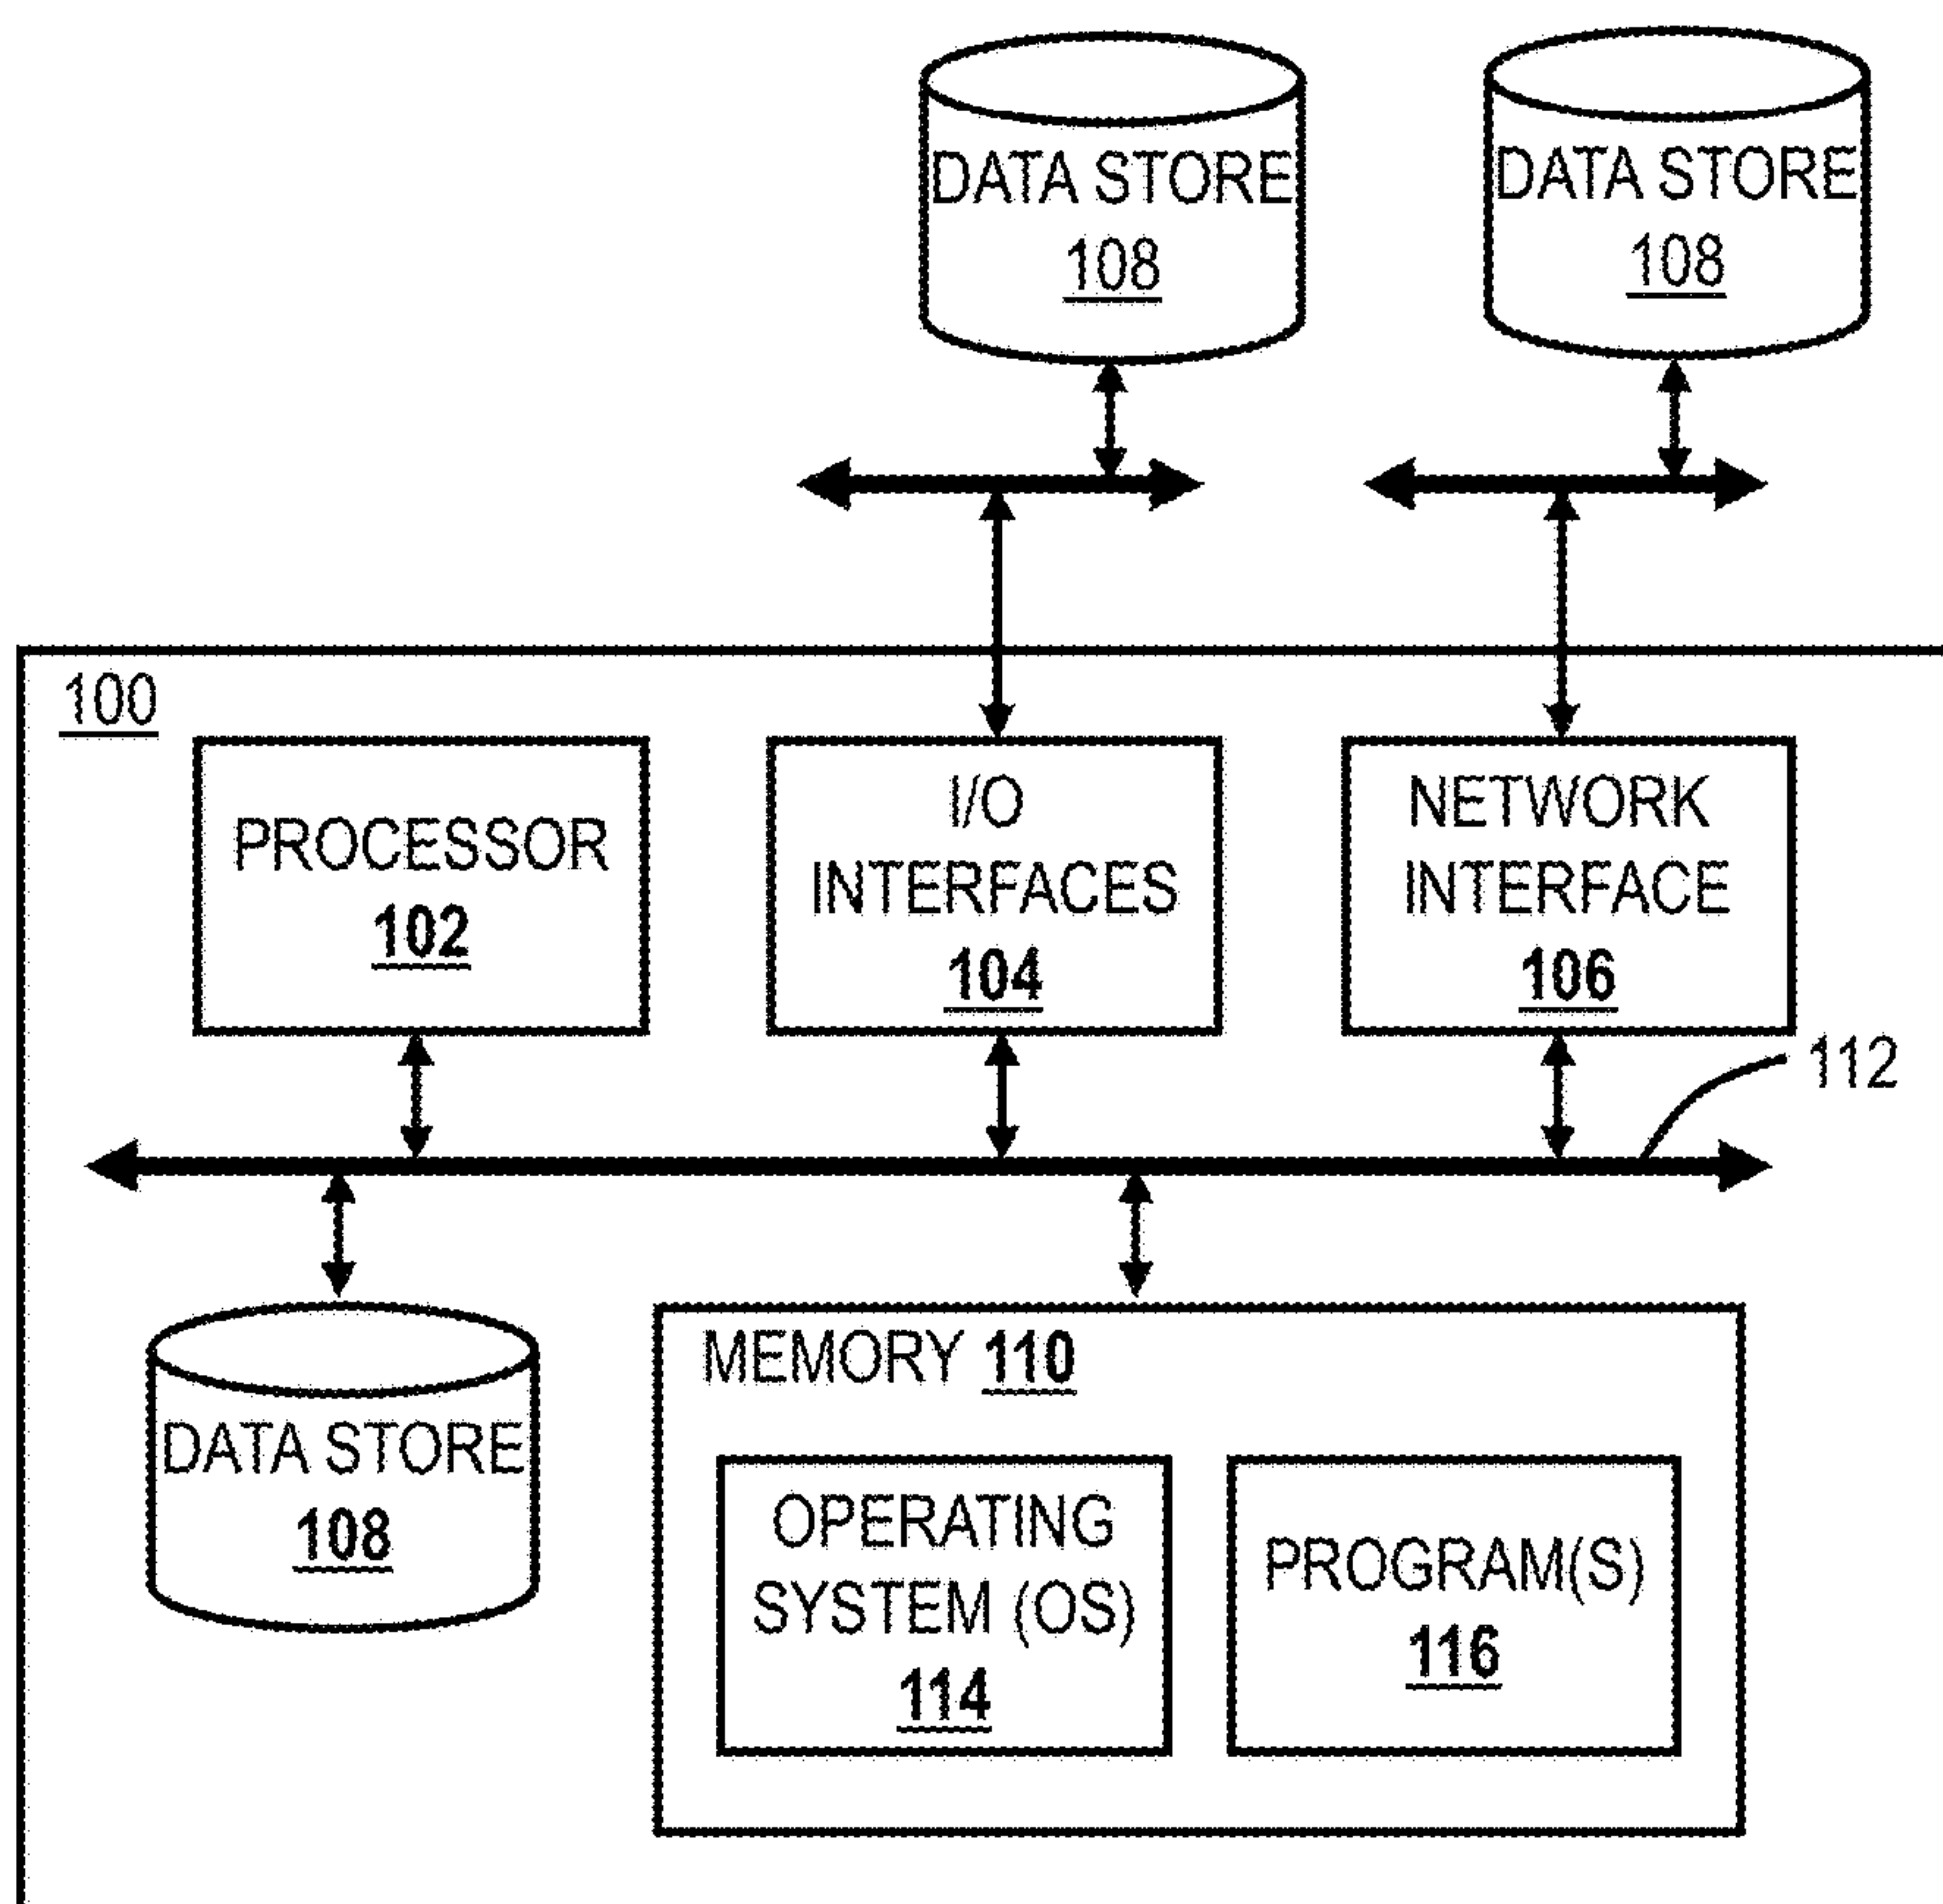 DATA STORE
108
DATA STORE
108
100
PROCESSOR
102
I/O
INTERFACES
104
NETWORK
INTERFACE
106
112
DATA STORE
108
MEMORY 110
OPERATING
SYSTEM (OS)
114
PROGRAM(S)
116